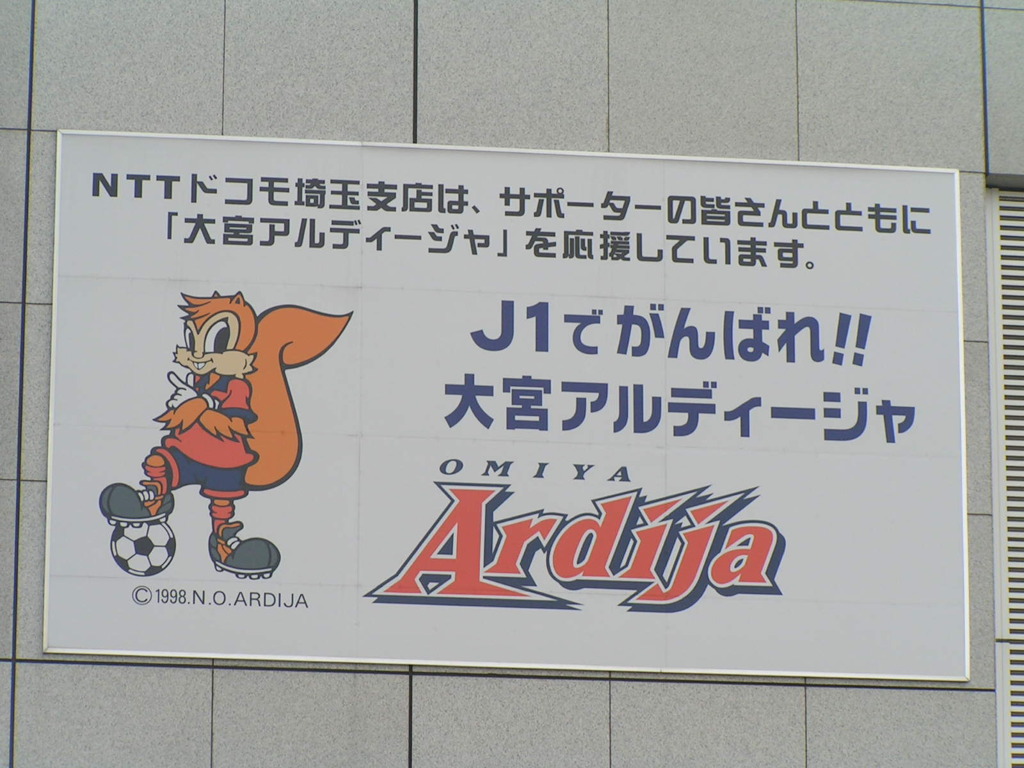 NTTドコモ埼玉支店は、サポーターの皆さんとともに
「大宮アルディージャ」を応援しています。
J1でがんばれ!!
大宮アルディージャ
OMIYA
Ardija
©1998.N.O.ARDIJA